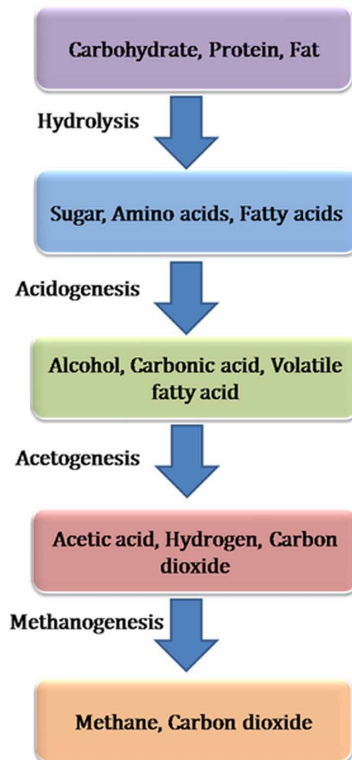 Carbohydrate, Protein, Fat
Hydrolysis
Sugar, Amino acids, Fatty acids
Acidogenesis
Alcohol, Carbonic acid, Volatile
fatty acid
Acetogenesis
Acetic acid, Hydrogen, Carbon
dioxide
Methanogenesis
Methane, Carbon dioxide